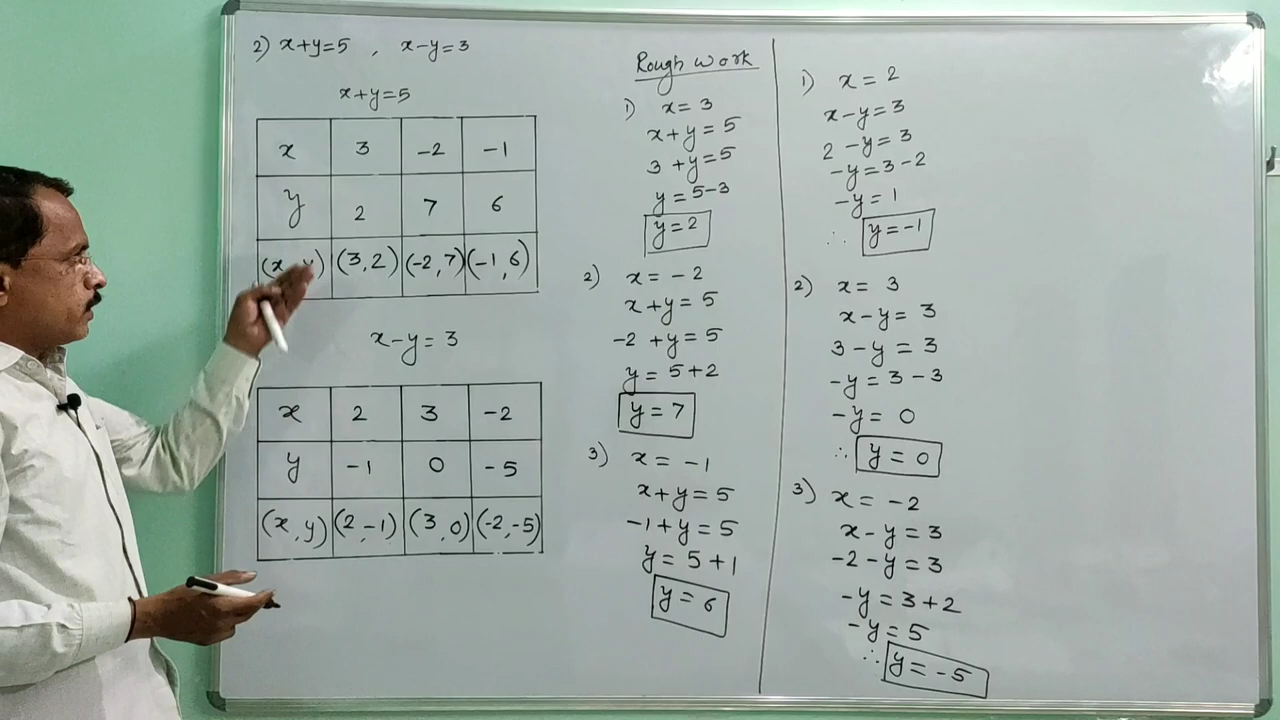 2) x+y=5 , x-y=3
x+y=5
x 3 -2 -1
y 2 7 6
(x, y) (3,2) (-2,7) (-1,6)
x-y= 3
x 2 3 -2
y -1 0 -5
(x,y) (2-1) (3,0) (-2,-5)
Rough work
1) x= 3
x+y=5
3+y=5
y=5-3
y=2
2) x= -2
x+y=5
-2+y=5
y=5+2
y=7
3) x= -1
x+y=5
-1+y=5
y=5+1
y=6
1) x=2
x-y=3
2-y=3
-y=3-2
-y=1
∴ y=-1
2) x= 3
x-y= 3
3-y=3
-y=3-3
-y= 0
∴ y=0
3) x= -2
x-y=3
-2-y=3
-y=3+2
-y=5
∴ y=-5